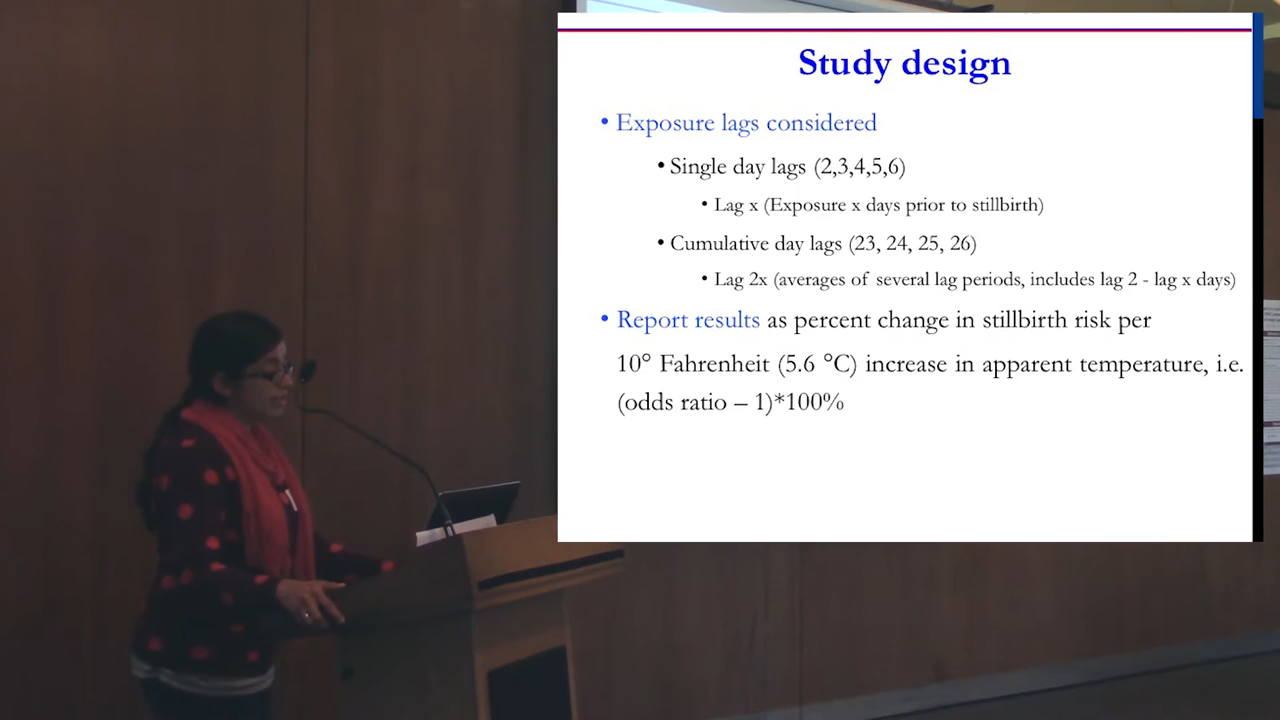 Study design
• Exposure lags considered
• Single day lags (2,3,4,5,6)
• Lag x (Exposure x days prior to stillbirth)
• Cumulative day lags (23, 24, 25, 26)
• Lag 2x (averages of several lag periods, includes lag 2 - lag x days)
• Report results as percent change in stillbirth risk per
10° Fahrenheit (5.6 °C) increase in apparent temperature, i.e.
(odds ratio – 1)*100%